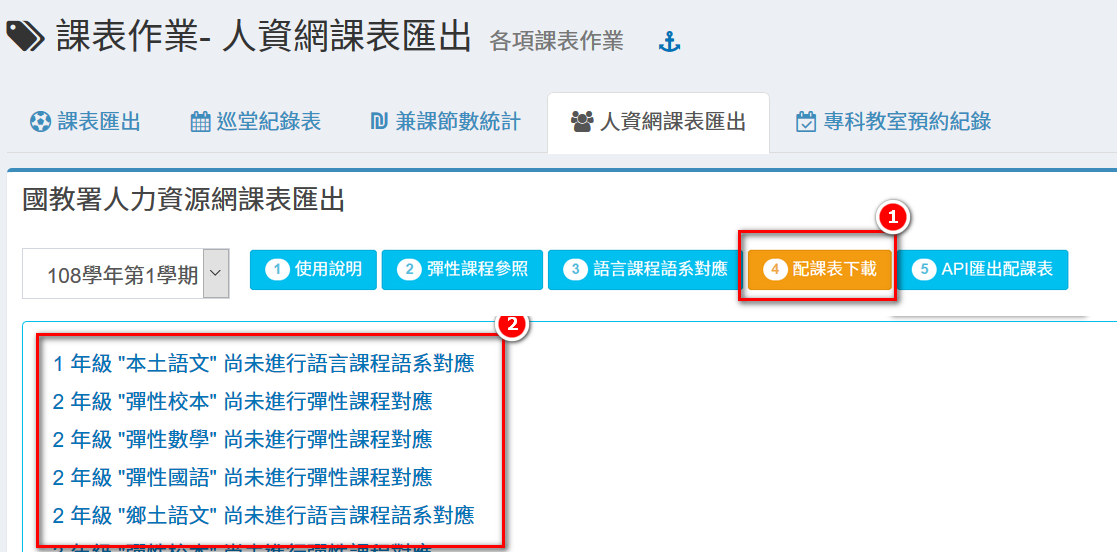 課表作業- 人資網課表匯出 各項課表作業
課表匯出 巡堂紀錄表 兼課節數統計 人資網課表匯出 專科教室預約紀錄
國教署人力資源網課表匯出
1
108學年第1學期 1 使用說明 2 彈性課程參照 3 語言課程語系對應 4 配課表下載 5 API匯出配課表
2
1 年級 "本土語文" 尚未進行語言課程語系對應
2 年級 "彈性校本" 尚未進行彈性課程對應
2 年級 "彈性數學" 尚未進行彈性課程對應
2 年級 "彈性國語" 尚未進行彈性課程對應
2 年級 "鄉土語文" 尚未進行語言課程語系對應